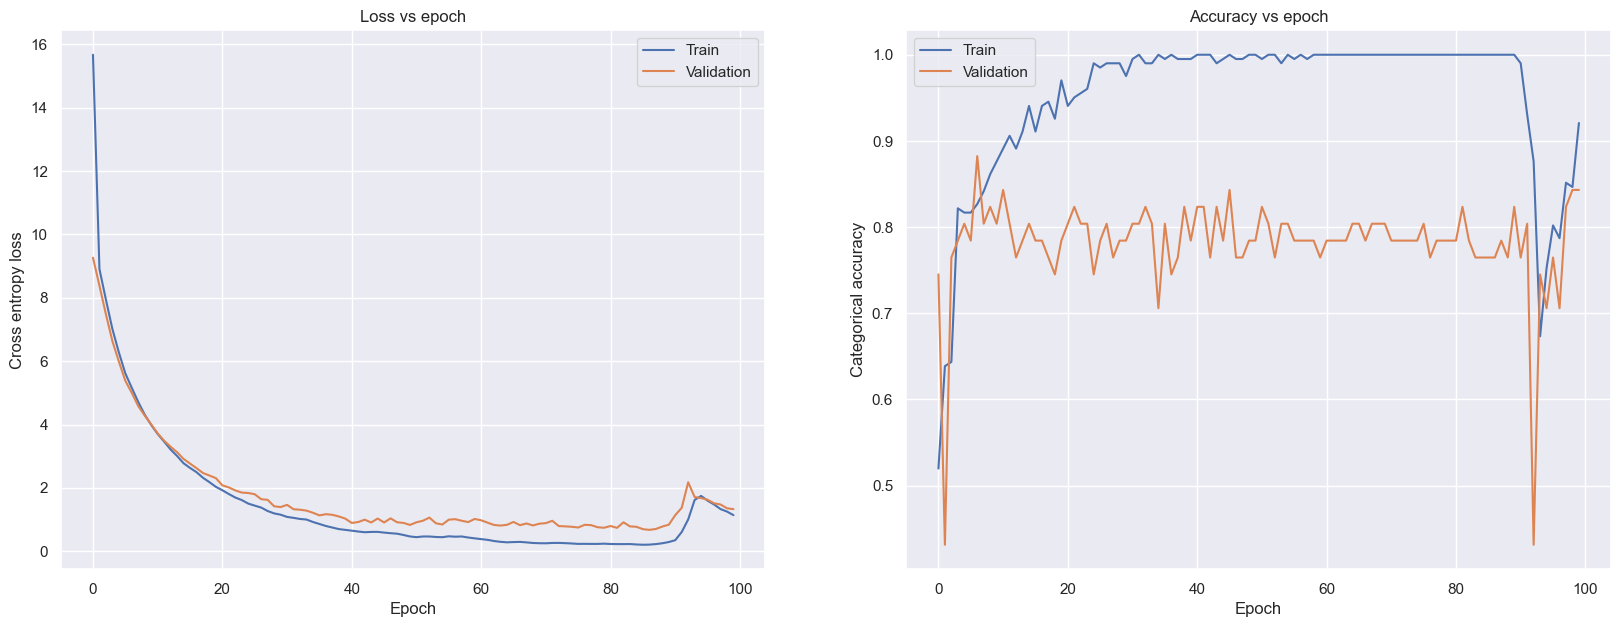 Loss vs epoch
Train
Validation
Cross entropy loss
16
14
12
10
8
6
4
2
0
0
20
40
60
80
100
Epoch
Accuracy vs epoch
Train
Validation
Categorical accuracy
1.0
0.9
0.8
0.7
0.6
0.5
0
20
40
60
80
100
Epoch